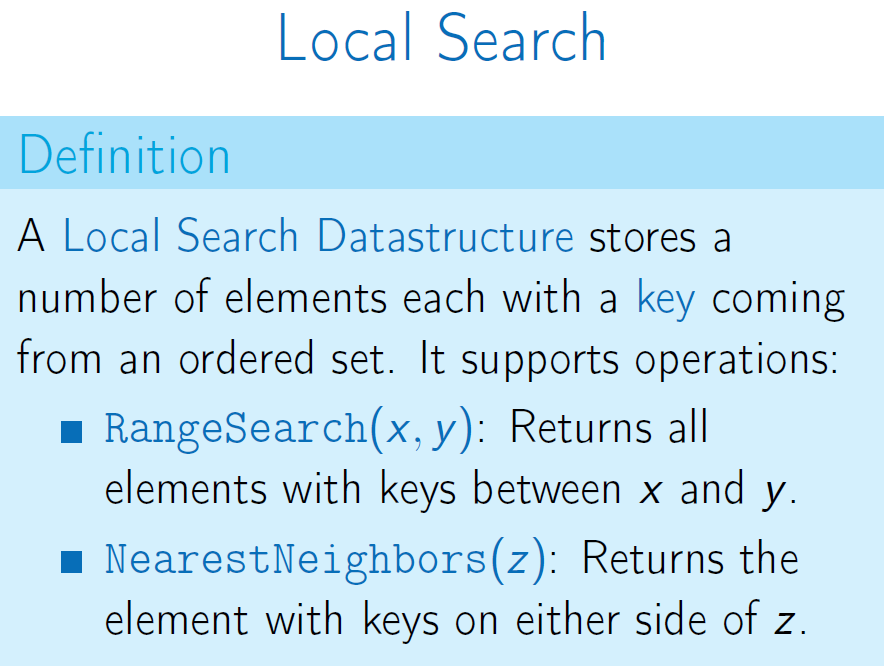 Local Search
Definition
A Local Search Datastructure stores a
number of elements each with a key coming
from an ordered set. It supports operations:
RangeSearch(x, y): Returns all
elements with keys between x and y.
NearestNeighbors(z): Returns the
element with keys on either side of z.